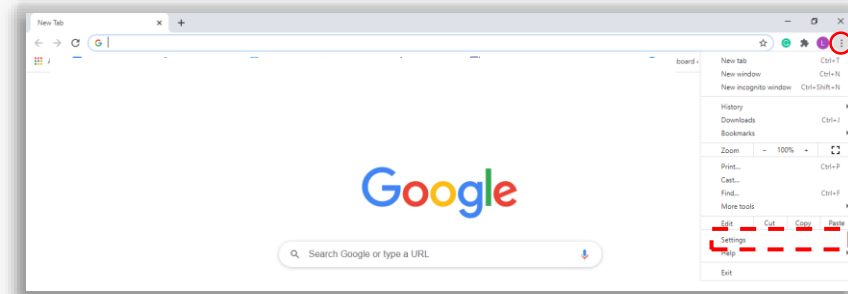 New Tab
G
board
New tab Ctrl+T
New window Ctrl+N
New incognito window Ctrl+Shift+N
History
Downloads Ctrl+J
Bookmarks
Zoom - 100% +
Print... Ctrl+P
Cast...
Find... Ctrl+F
More tools
Edit Cut Copy Paste
Settings
Help
Exit
Google
Search Google or type a URL